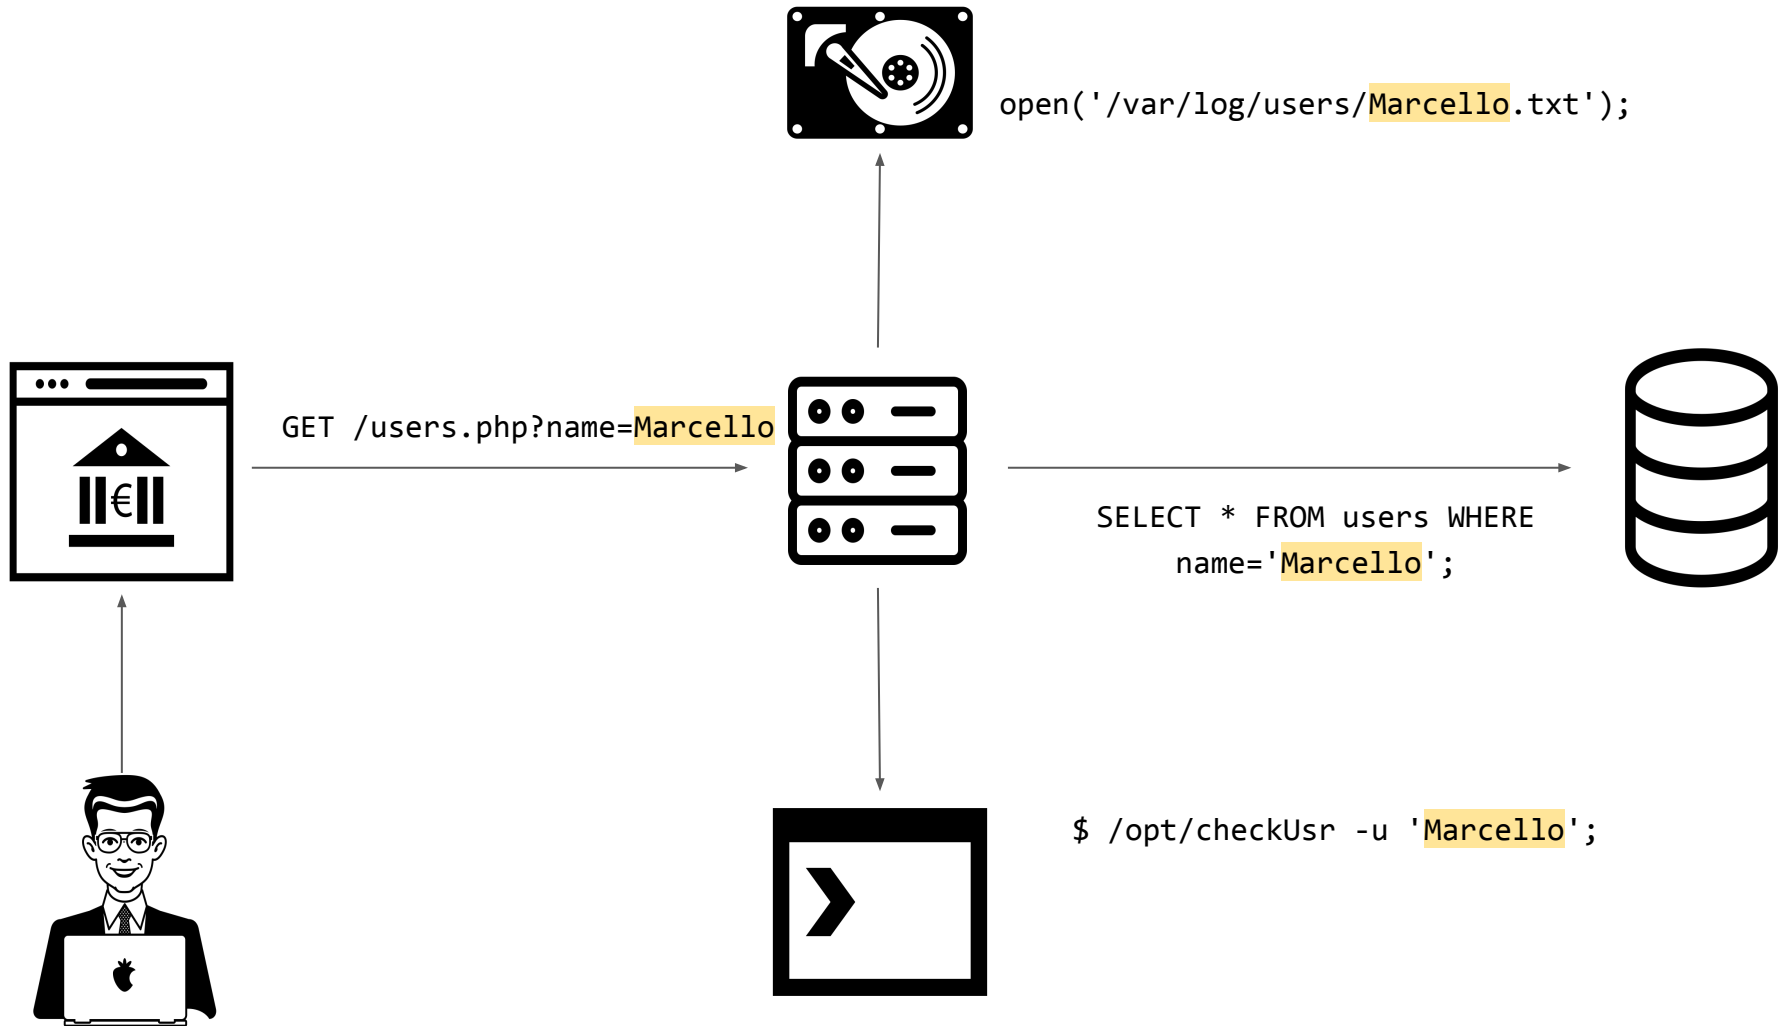 open('/var/log/users/Marcello.txt');
GET /users.php?name=Marcello
€
SELECT * FROM users WHERE
name='Marcello';
$ /opt/checkUsr -u 'Marcello';